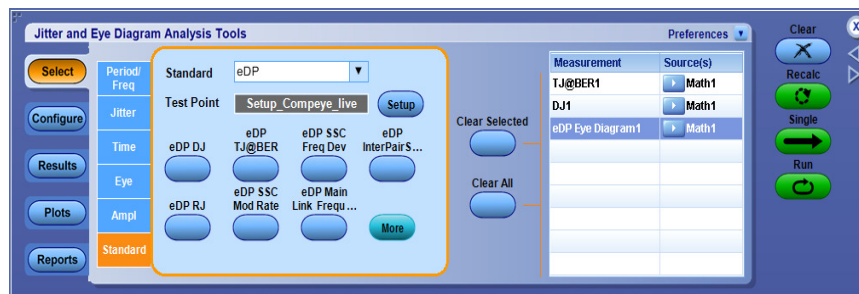 Jitter and Eye Diagram Analysis Tools
Preferences
Clear
X
Select
Configure
Results
Plots
Reports
Period/
Freq
Jitter
Time
Eye
Ampl
Standard
Standard
eDP
Test Point
Setup_Compeye_live
Setup
eDP DJ
eDP
TJ@BER
eDP SSC
Freq Dev
eDP
InterPairS...
eDP RJ
eDP SSC
Mod Rate
eDP Main
Link Frequ...
More
Clear Selected
Clear All
Measurement
Source(s)
TJ@BER1
Math1
DJ1
Math1
eDP Eye Diagram1
Math1
Recalc
Single
Run